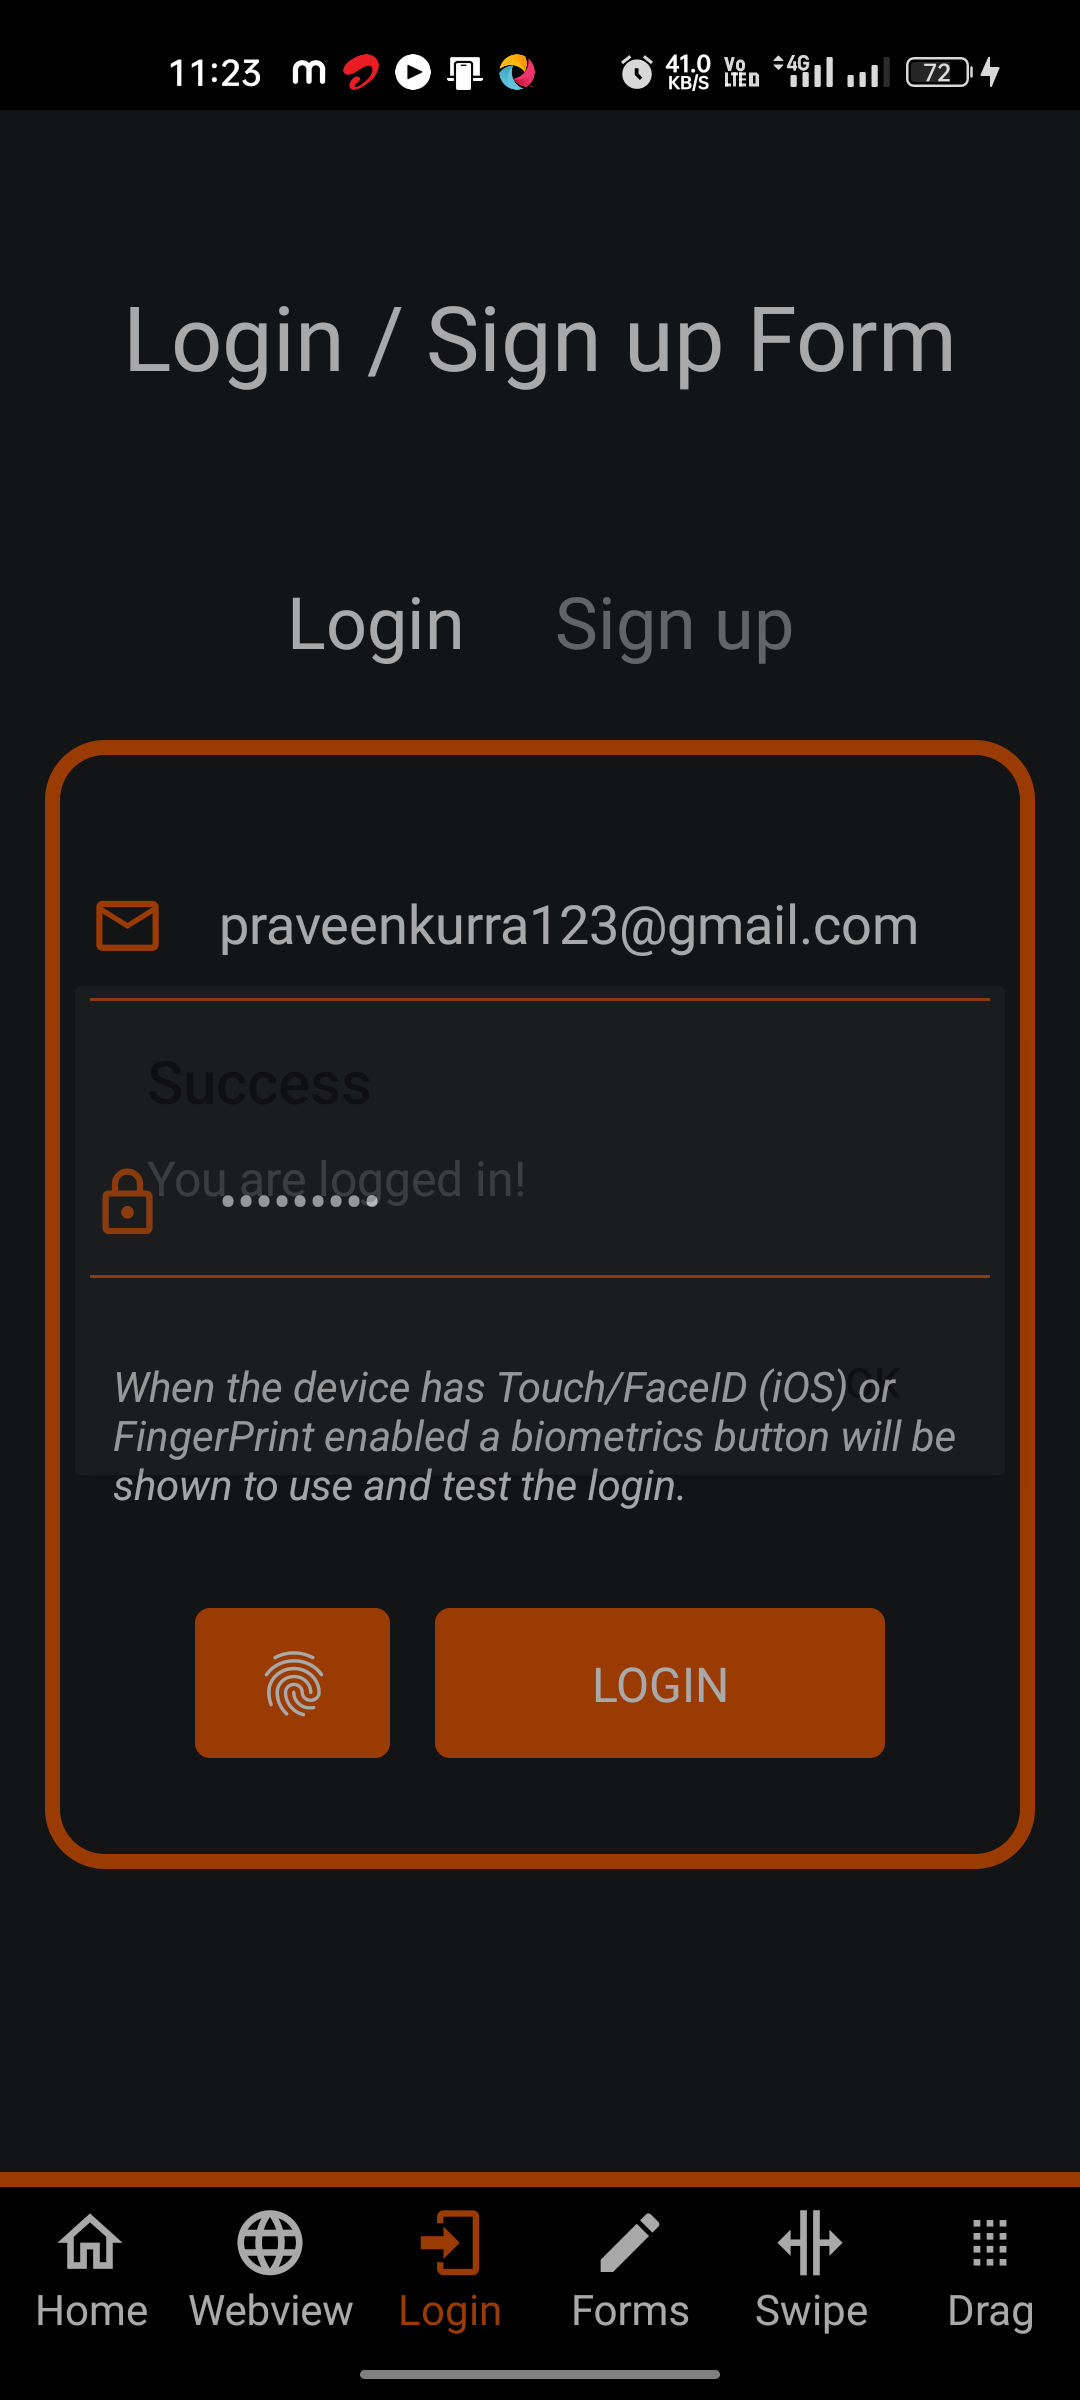 11:23 41.0 KB/S Vo LTED 4G 72
Login / Sign up Form
Login Sign up
praveenkurra123@gmail.com
Success
You are logged in!
•••••••••
OK
When the device has Touch/FaceID (iOS) or
FingerPrint enabled a biometrics button will be
shown to use and test the login.
LOGIN
Home Webview Login Forms Swipe Drag